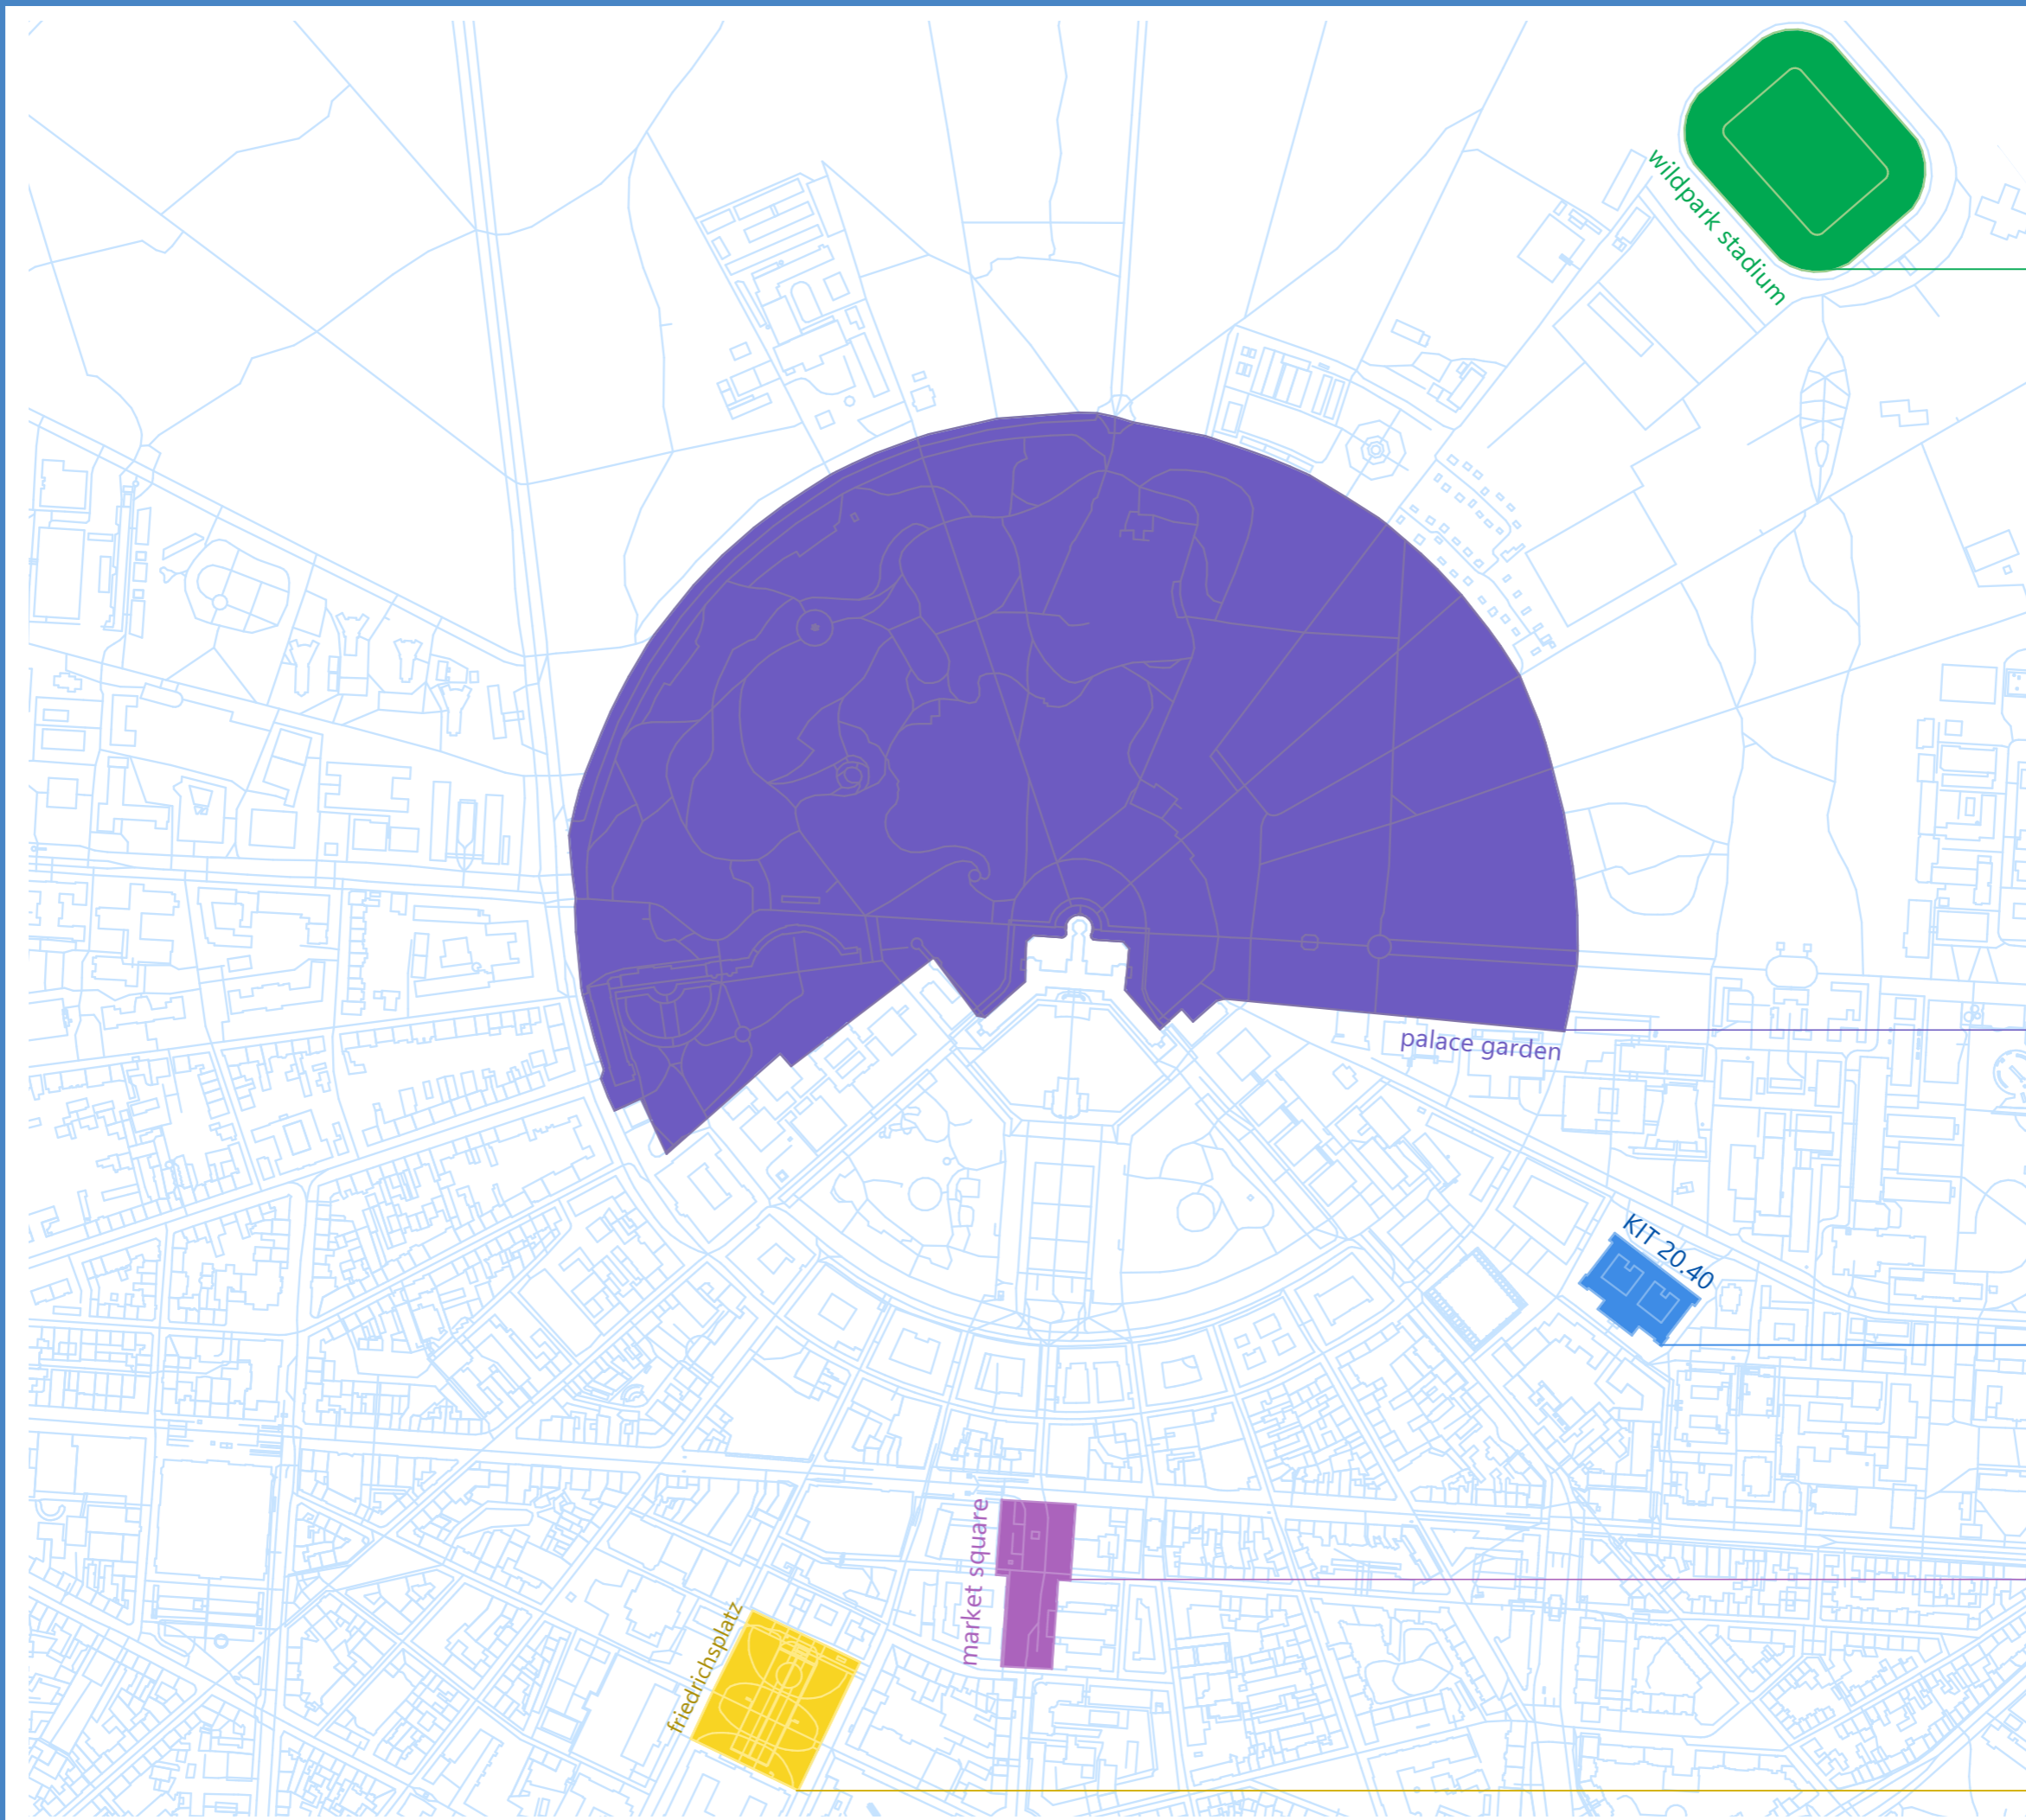 wildpark stadium
palace garden
KIT 20.40
market square
friedrichsplatz